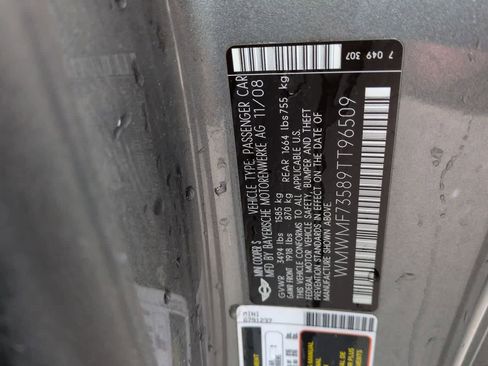 MINI COOPER S VEHICLE TYPE: PASSENGER CAR
MFD BY BAYERISCHE MOTORENWERKE AG 11/08
GVWR 3494 lbs 1585 kg
GAWR FRONT 1918 lbs 870 kg REAR 1664 lbs 755 kg
THIS VEHICLE CONFORMS TO ALL APPLICABLE U.S.
FEDERAL MOTOR VEHICLE SAFETY, BUMPER AND THEFT
PREVENTION STANDARDS IN EFFECT ON THE DATE OF
MANUFACTURE SHOWN ABOVE
WMWMF73589TT96509
7 049 307
MINI
6791237